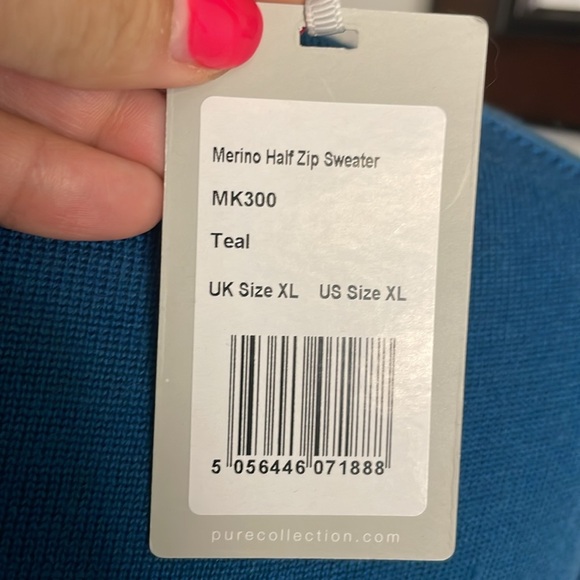 Merino Half Zip Sweater
MK300
Teal
UK Size XL US Size XL
5 056446 071888
purecollection.com